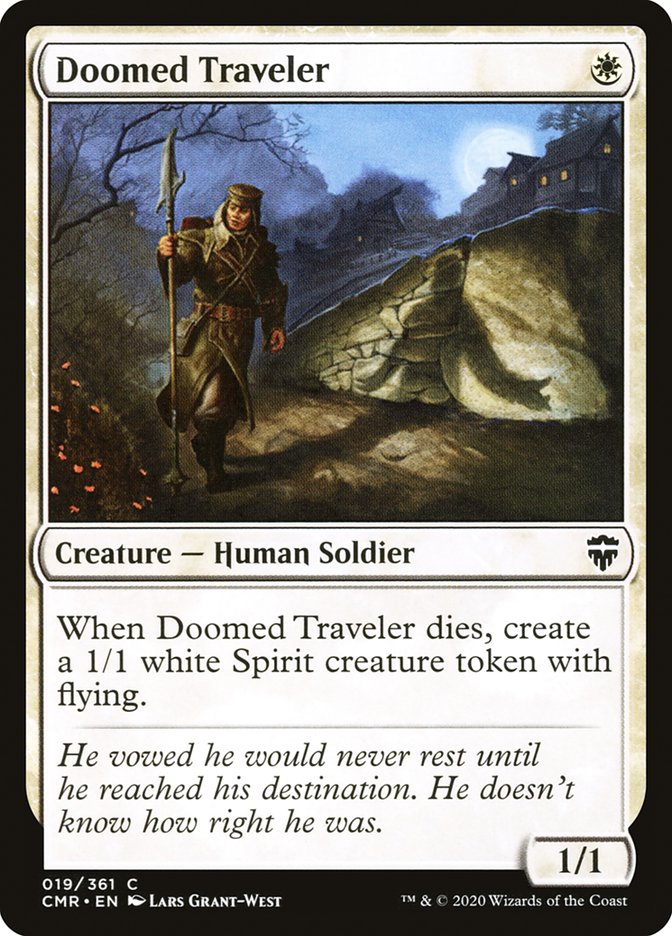 Doomed Traveler
Creature — Human Soldier
When Doomed Traveler dies, create
a 1/1 white Spirit creature token with
flying.
He vowed he would never rest until
he reached his destination. He doesn't
know how right he was.
1/1
019/361 C
CMR • EN Lars Grant-West
™ & © 2020 Wizards of the Coast